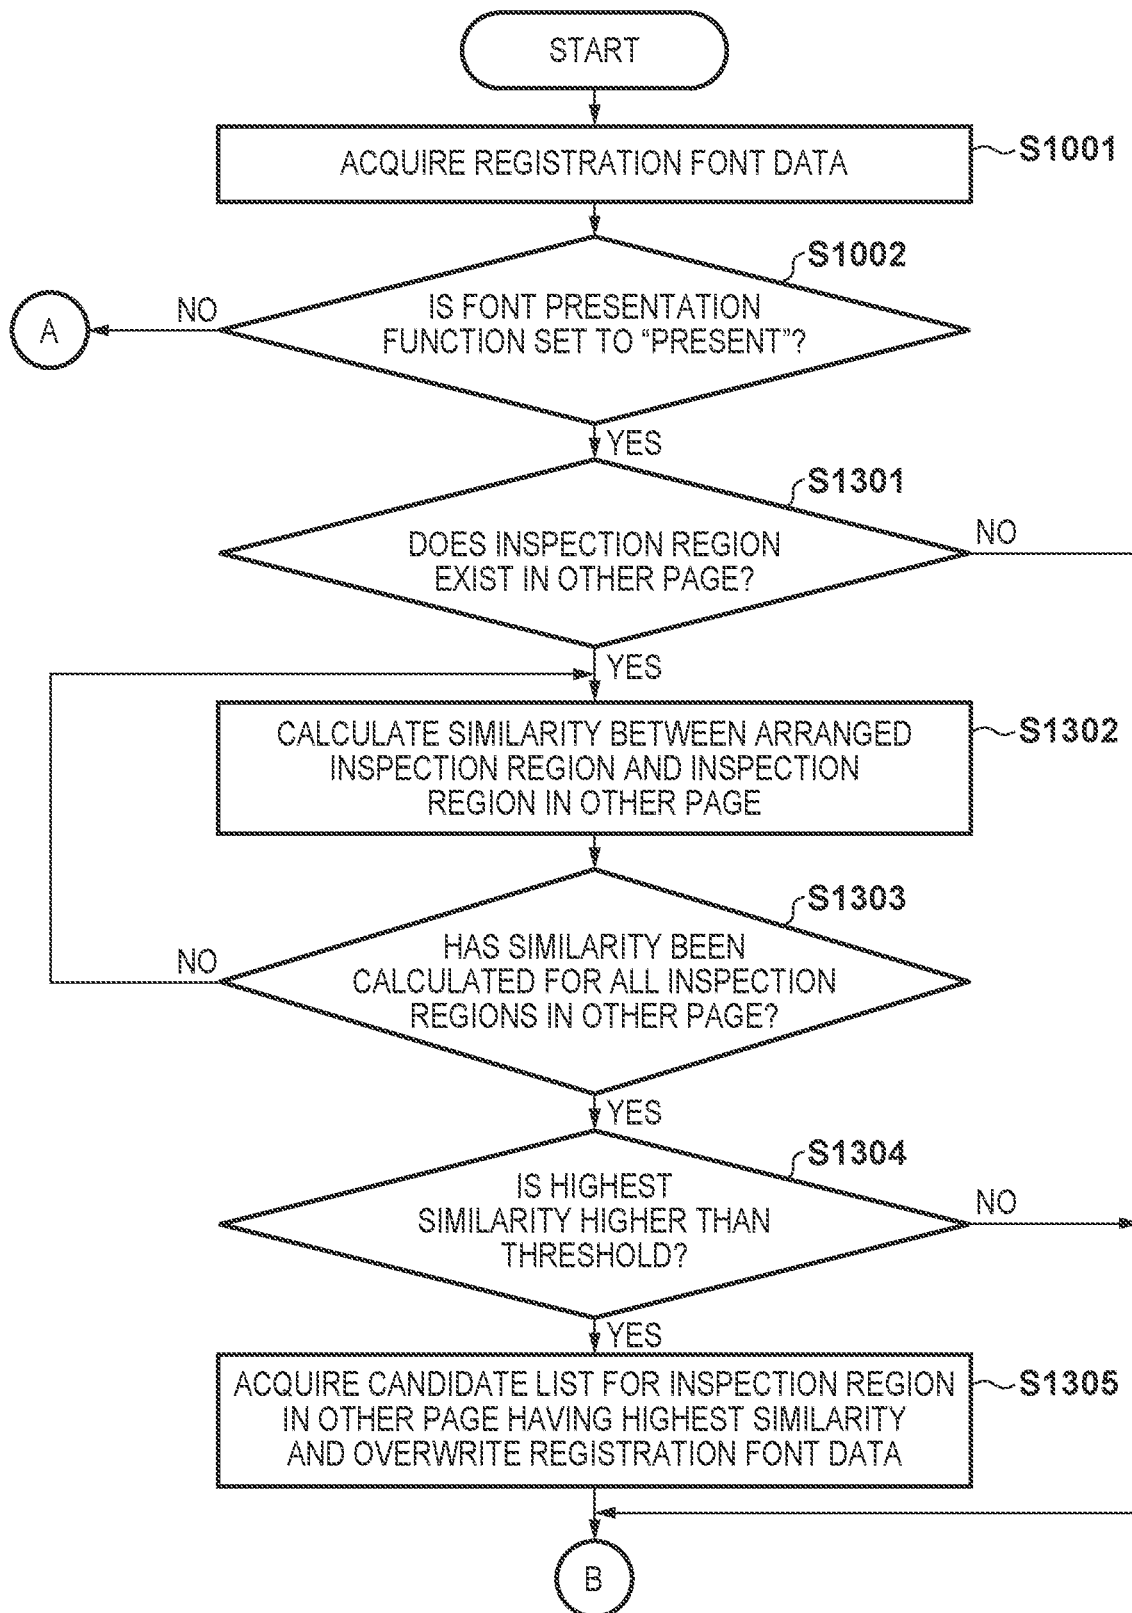 START
ACQUIRE REGISTRATION FONT DATA
S1001
S1002
IS FONT PRESENTATION
FUNCTION SET TO “PRESENT”?
NO
A
YES
S1301
DOES INSPECTION REGION
EXIST IN OTHER PAGE?
NO
YES
CALCULATE SIMILARITY BETWEEN ARRANGED
INSPECTION REGION AND INSPECTION
REGION IN OTHER PAGE
S1302
S1303
HAS SIMILARITY BEEN
CALCULATED FOR ALL INSPECTION
REGIONS IN OTHER PAGE?
NO
YES
S1304
IS HIGHEST
SIMILARITY HIGHER THAN
THRESHOLD?
NO
YES
ACQUIRE CANDIDATE LIST FOR INSPECTION REGION
IN OTHER PAGE HAVING HIGHEST SIMILARITY
AND OVERWRITE REGISTRATION FONT DATA
S1305
B